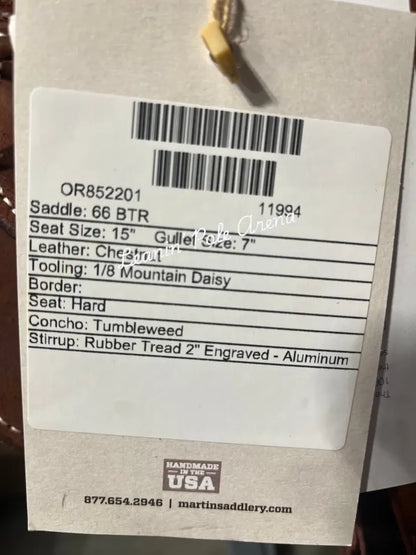 OR852201
11994
Saddle: 66 BTR
Seat Size: 15" Gullet Size: 7"
Leather: Chestnut
Tooling: 1/8 Mountain Daisy
Border:
Seat: Hard
Concho: Tumbleweed
Stirrup: Rubber Tread 2" Engraved - Aluminum
Pole Arena
HANDMADE
IN THE
USA
877.654.2946 | martinsaddlery.com